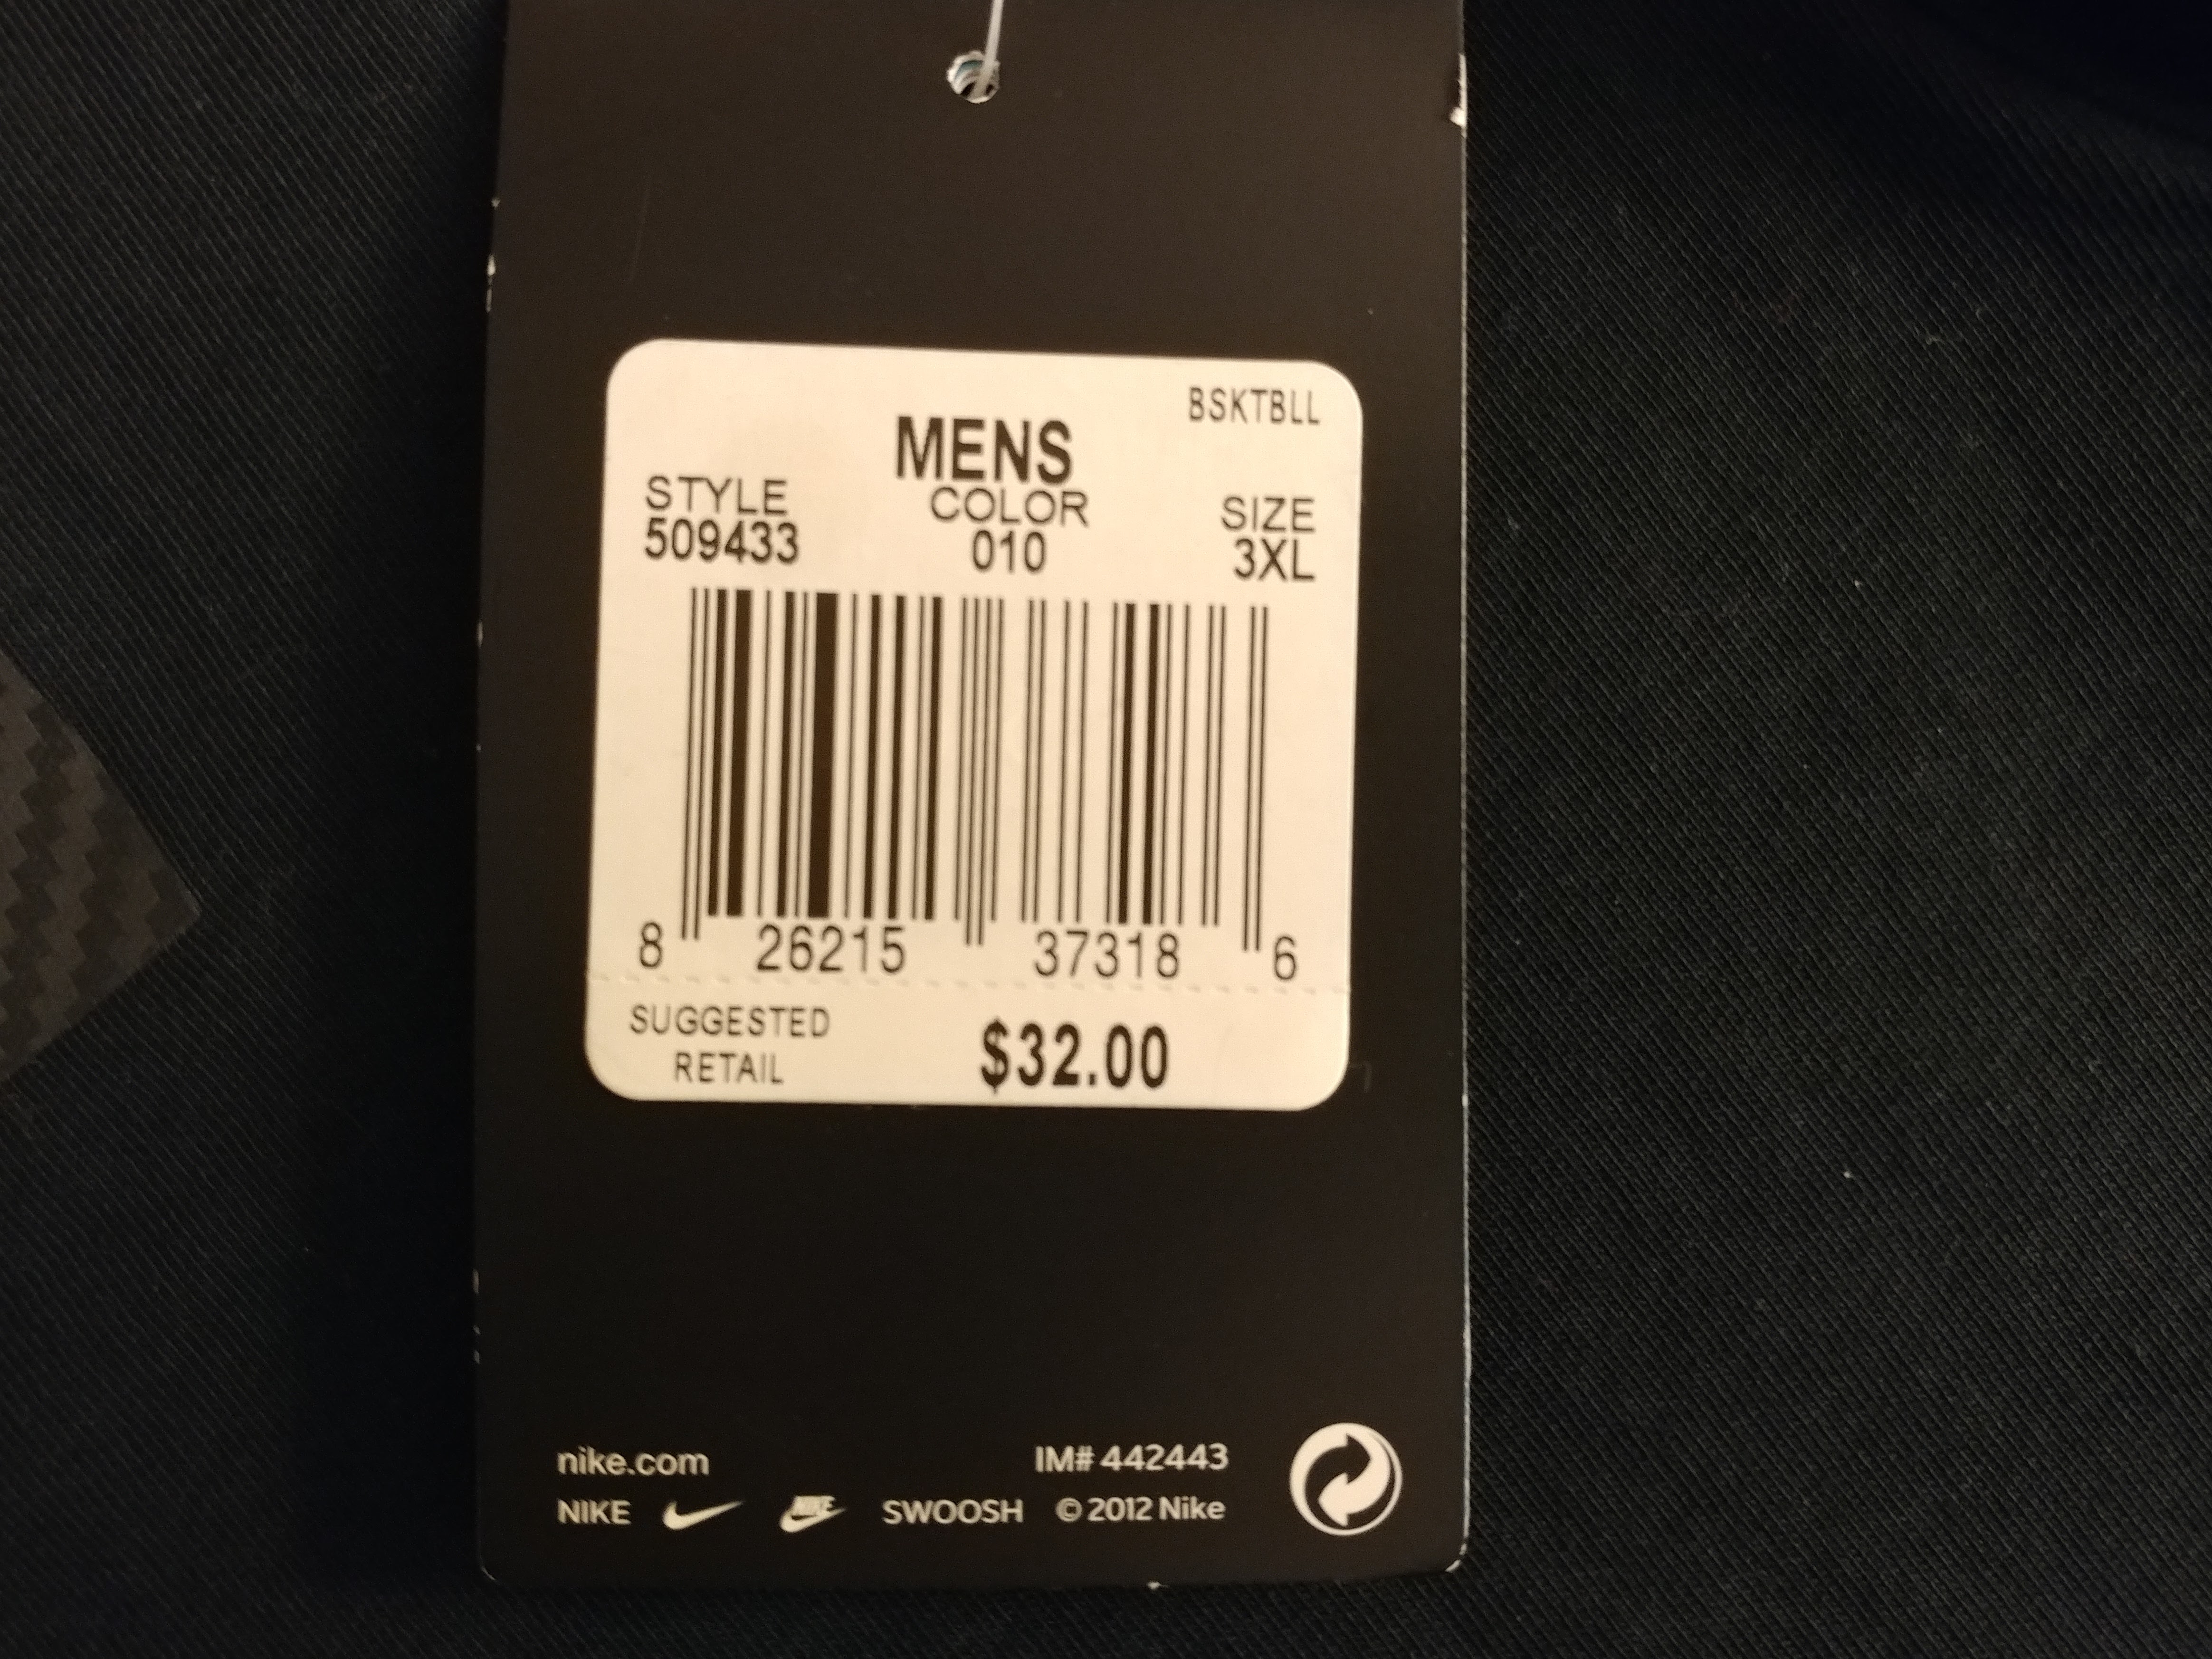 BSKTBLL
MENS
STYLE COLOR SIZE
509433 010 3XL
8 26215 37318 6
SUGGESTED RETAIL $32.00
nike.com IM# 442443
NIKE NIKE SWOOSH © 2012 Nike